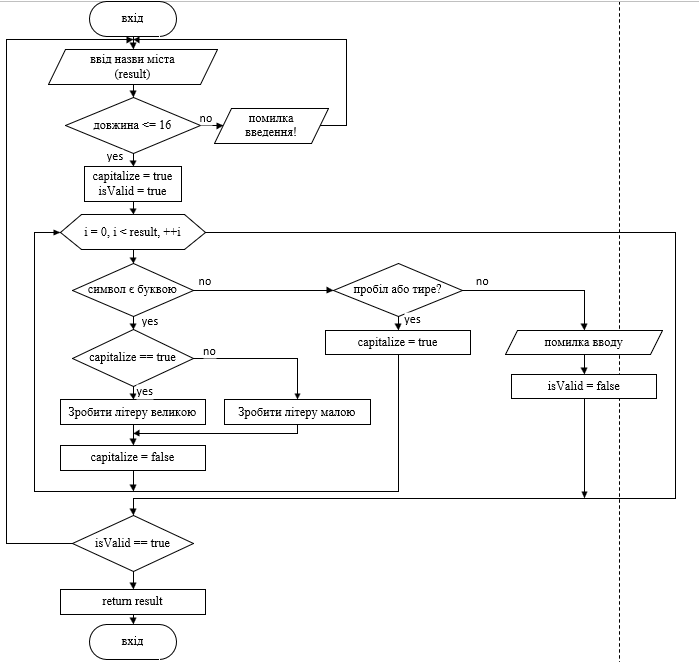 вхід
ввід назви міста
(result)
довжина <= 16
no
помилка
введення!
yes
capitalize = true
isValid = true
i = 0, i < result, ++i
символ є буквою
no
пробіл або тире?
no
yes
yes
capitalize = true
помилка вводу
capitalize == true
no
isValid = false
yes
Зробити літеру великою
Зробити літеру малою
capitalize = false
isValid == true
return result
вхід